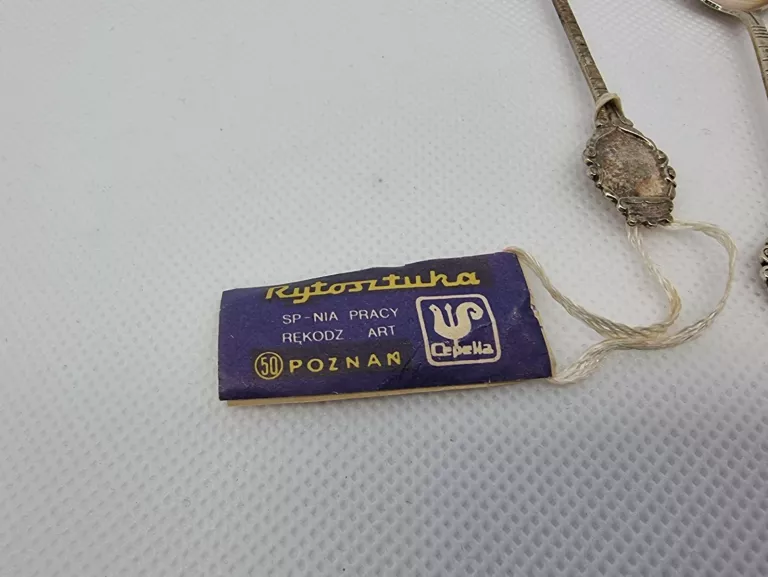 Rytosztuka
SP-NIA PRACY
RĘKODZ ART
50 POZNAŃ
Cepelia